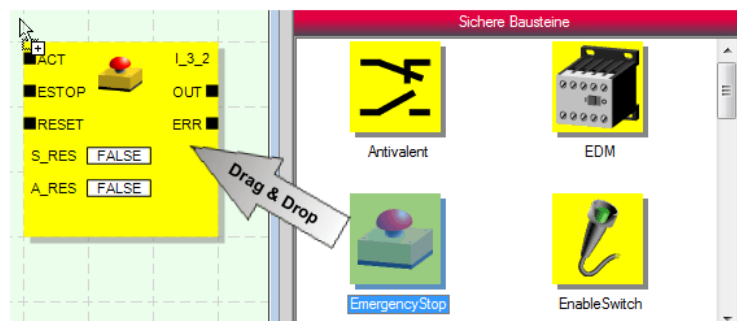 Sichere Bausteine
ACT I_3_2
ESTOP OUT
RESET ERR
S_RES FALSE
A_RES FALSE
Drag & Drop
Antivalent EDM
EmergencyStop EnableSwitch